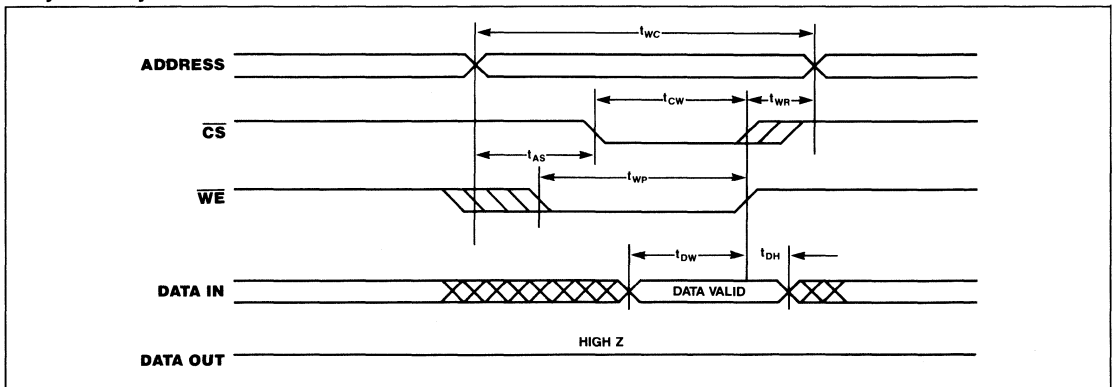 tWC
ADDRESS
tCW
tWR
CS
tAS
tWP
WE
tDW
tDH
DATA IN
DATA VALID
HIGH Z
DATA OUT